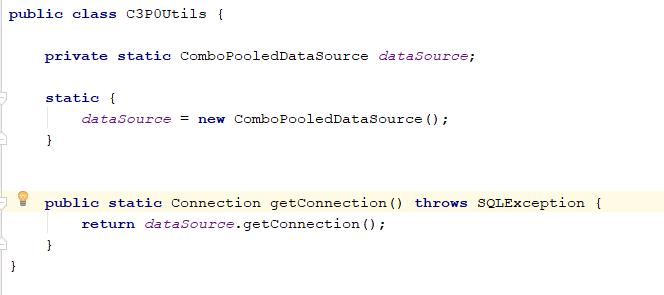 public class C3P0Utils {
private static ComboPooledDataSource dataSource;
static {
dataSource = new ComboPooledDataSource();
}
public static Connection getConnection() throws SQLException {
return dataSource.getConnection();
}
}